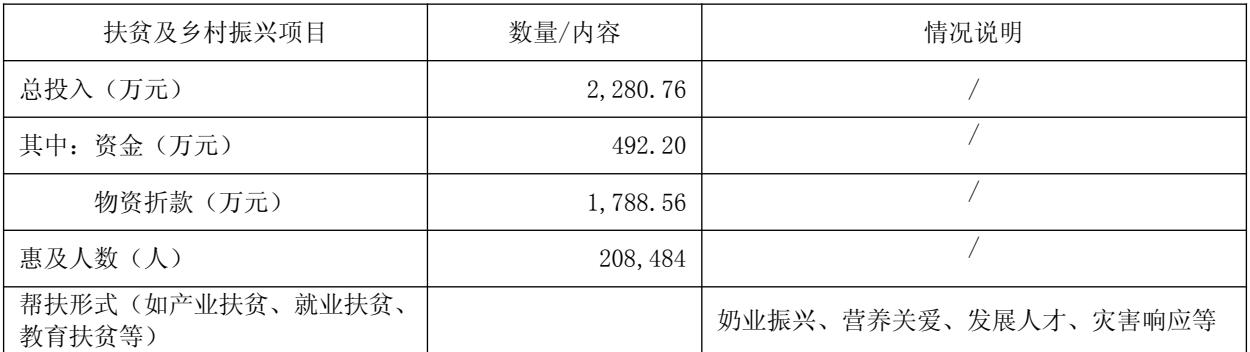 扶贫及乡村振兴项目 数量/内容 情况说明
总投入（万元） 2,280.76 /
其中：资金（万元） 492.20 /
物资折款（万元） 1,788.56 /
惠及人数（人） 208,484 /
帮扶形式（如产业扶贫、就业扶贫、
教育扶贫等）
奶业振兴、营养关爱、发展人才、灾害响应等